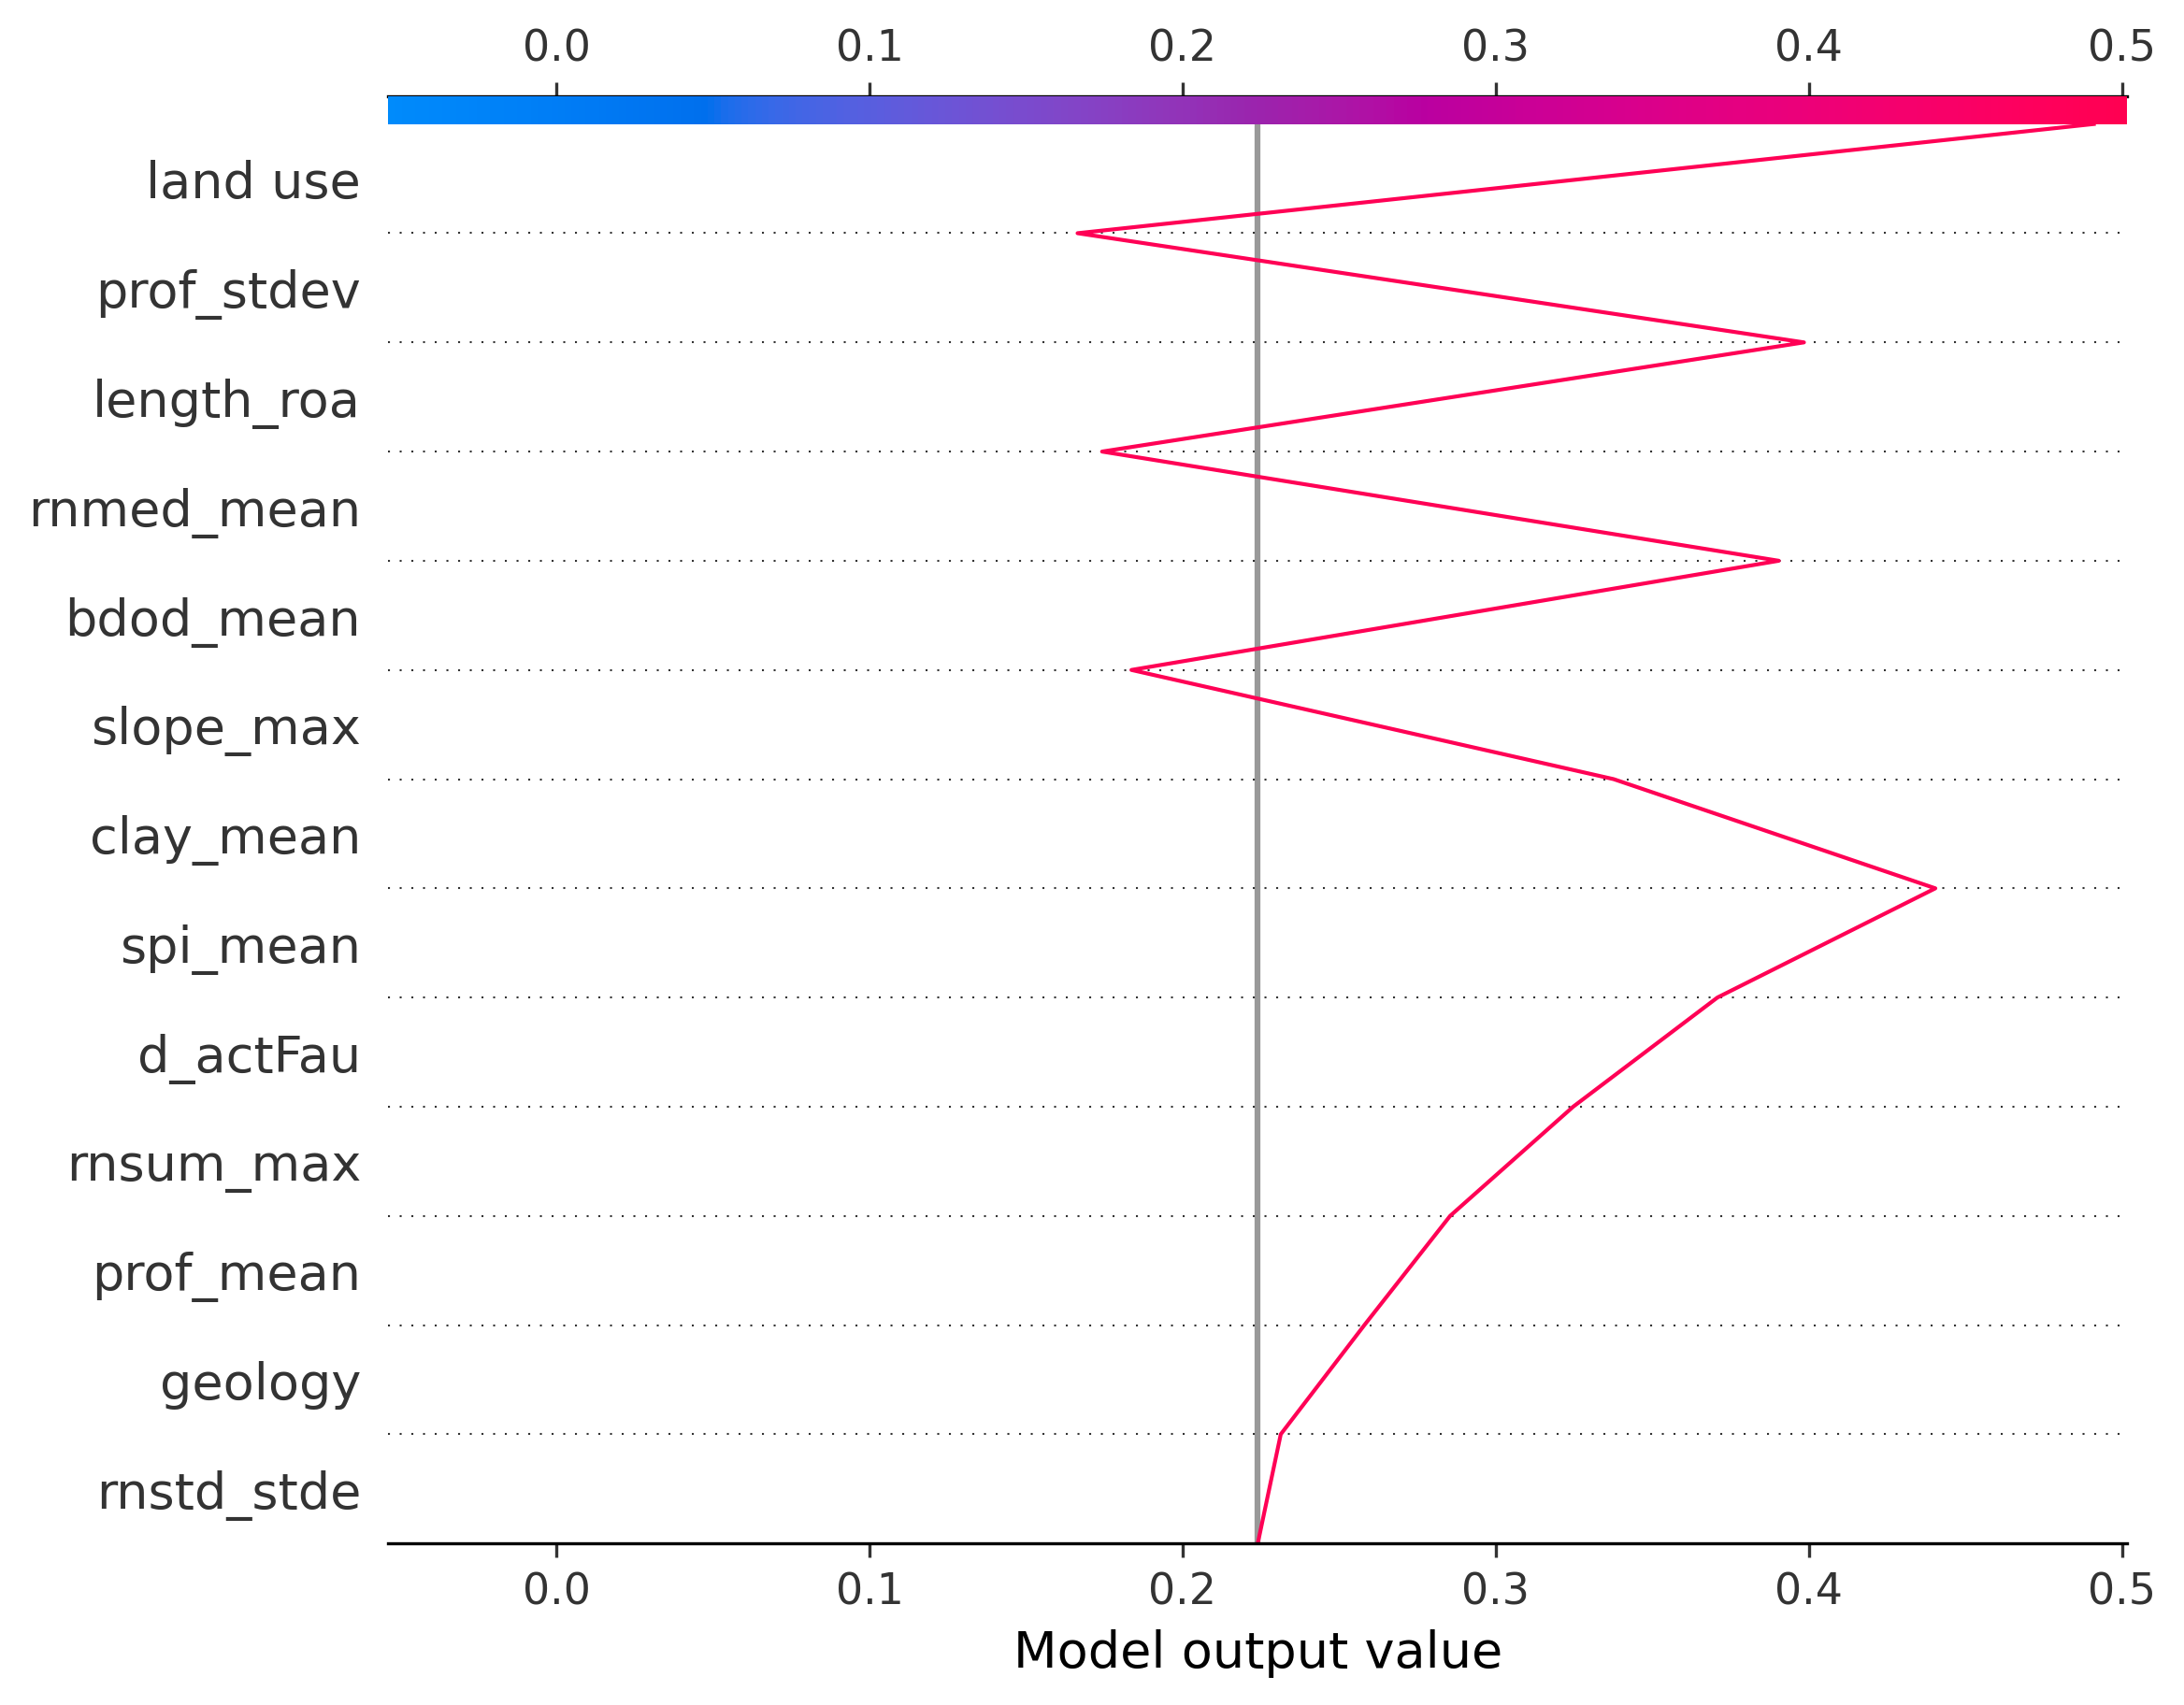 0.0 0.1 0.2 0.3 0.4 0.5
land use
prof_stdev
length_roa
rnmed_mean
bdod_mean
slope_max
clay_mean
spi_mean
d_actFau
rnsum_max
prof_mean
geology
rnstd_stde
0.0 0.1 0.2 0.3 0.4 0.5
Model output value